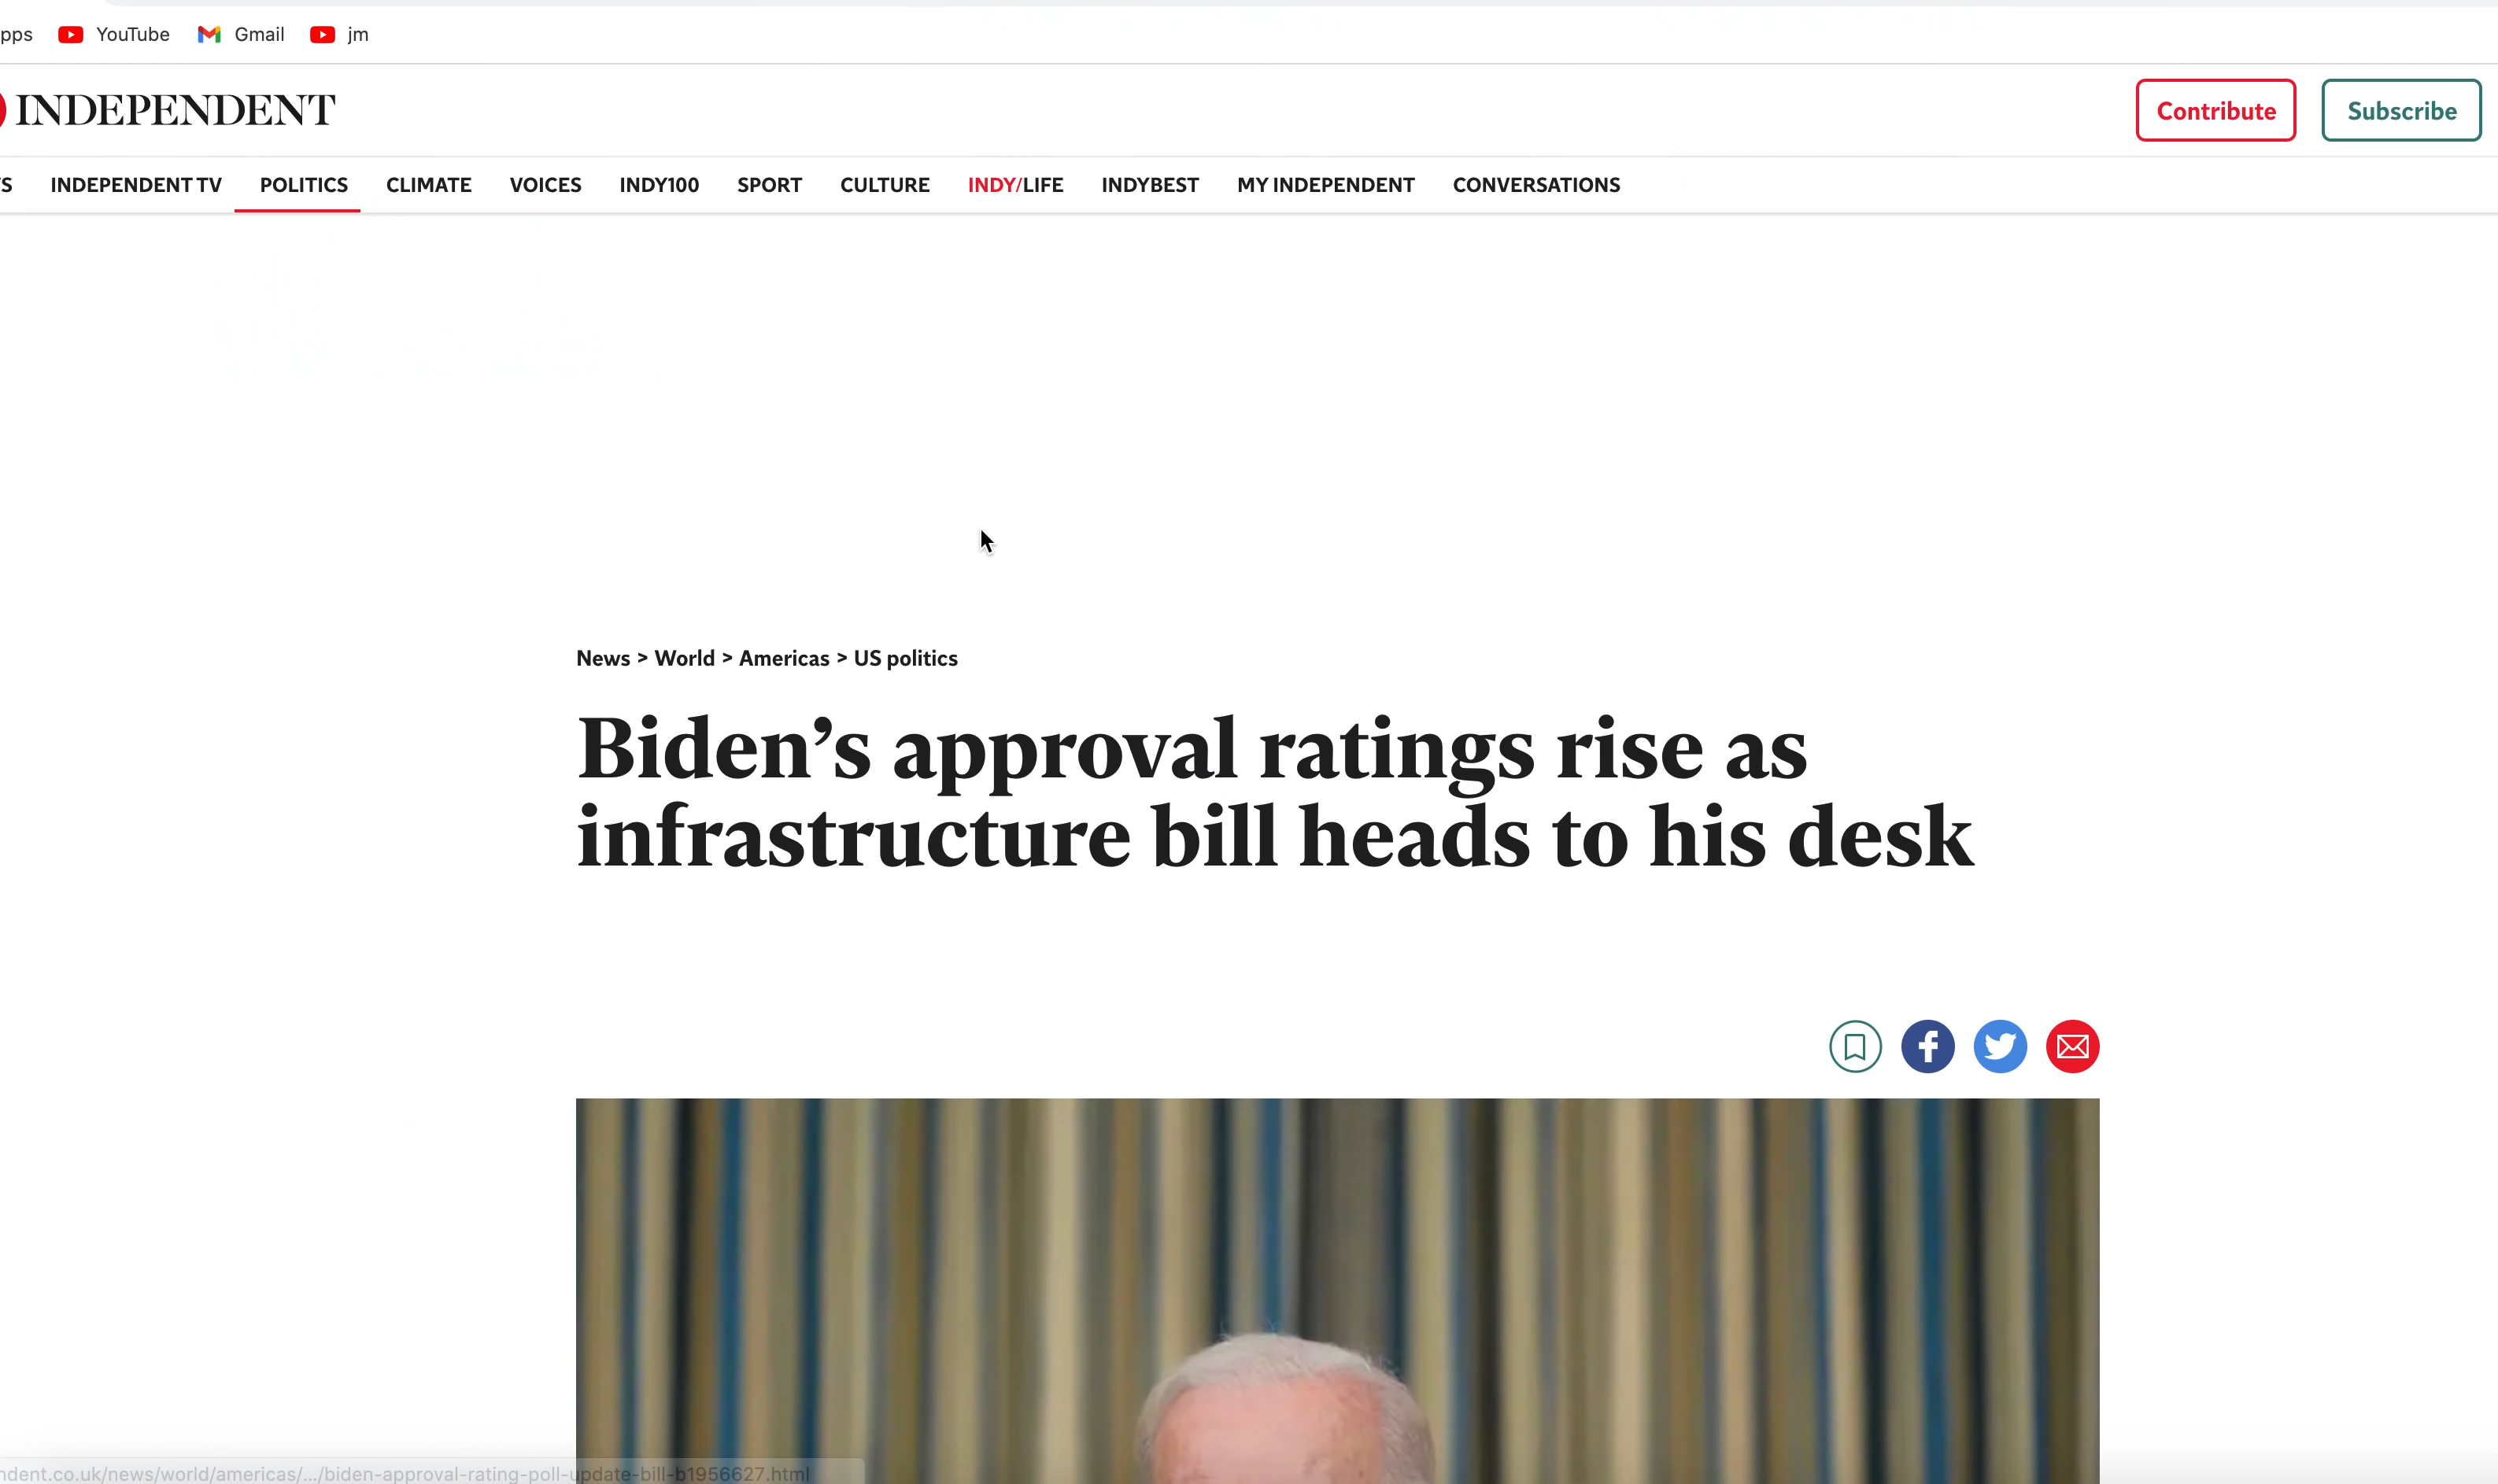 pps YouTube Gmail jm
INDEPENDENT
Contribute Subscribe
S INDEPENDENT TV POLITICS CLIMATE VOICES INDY100 SPORT CULTURE INDY/LIFE INDYBEST MY INDEPENDENT CONVERSATIONS
News > World > Americas > US politics
Biden’s approval ratings rise as
infrastructure bill heads to his desk
ndent.co.uk/news/world/americas/.../biden-approval-rating-poll-update-bill-b1956627.html